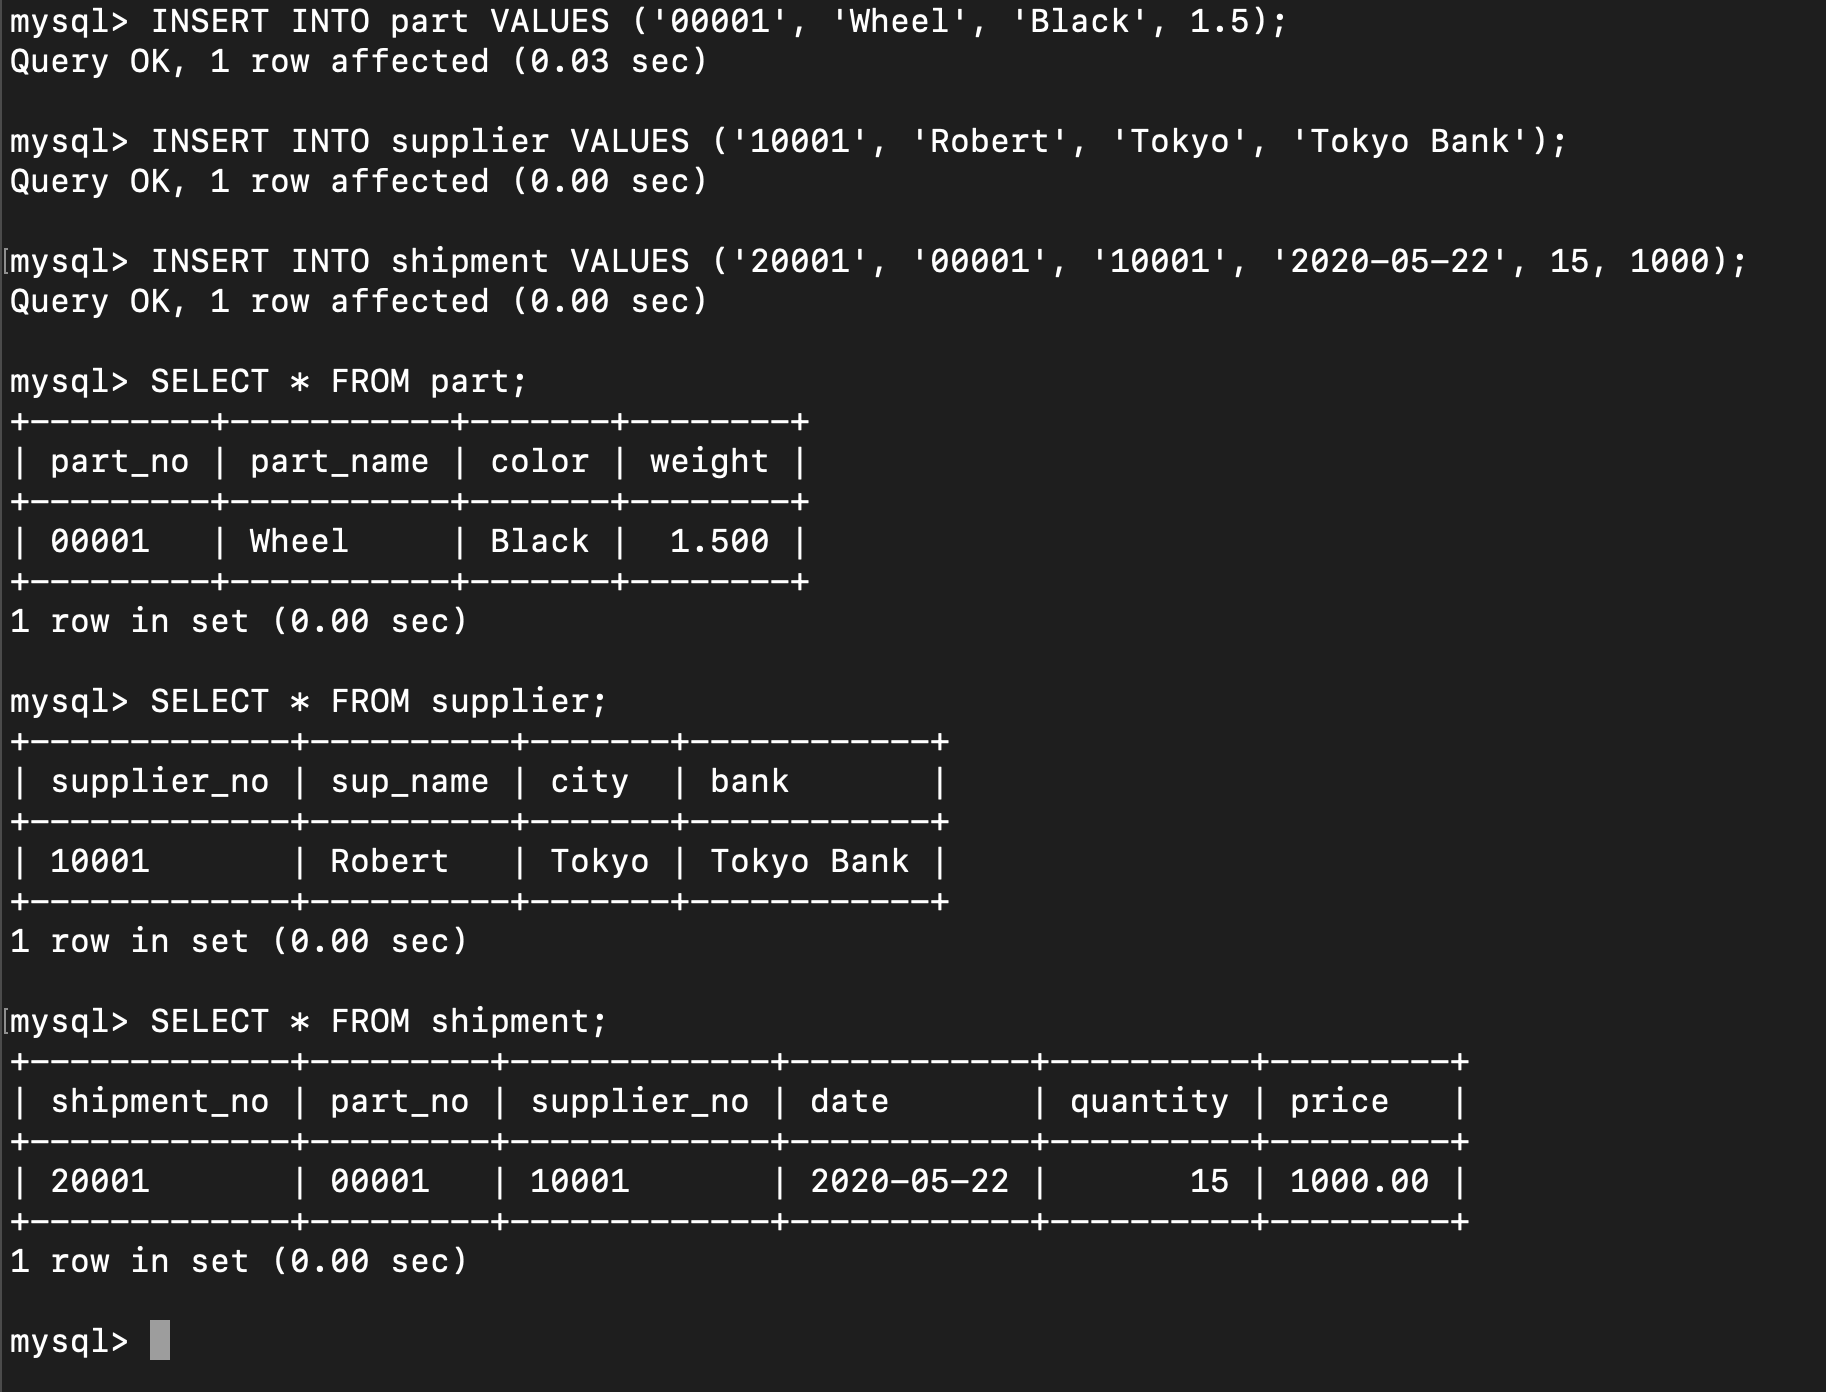 mysql> INSERT INTO part VALUES ('00001', 'Wheel', 'Black', 1.5);
Query OK, 1 row affected (0.03 sec)

mysql> INSERT INTO supplier VALUES ('10001', 'Robert', 'Tokyo', 'Tokyo Bank');
Query OK, 1 row affected (0.00 sec)

[mysql> INSERT INTO shipment VALUES ('20001', '00001', '10001', '2020-05-22', 15, 1000);
Query OK, 1 row affected (0.00 sec)

mysql> SELECT * FROM part;
+---------+-----------+-------+--------+
| part_no | part_name | color | weight |
+---------+-----------+-------+--------+
| 00001   | Wheel     | Black |  1.500 |
+---------+-----------+-------+--------+
1 row in set (0.00 sec)

mysql> SELECT * FROM supplier;
+-------------+----------+-------+------------+
| supplier_no | sup_name | city  | bank       |
+-------------+----------+-------+------------+
| 10001       | Robert   | Tokyo | Tokyo Bank |
+-------------+----------+-------+------------+
1 row in set (0.00 sec)

[mysql> SELECT * FROM shipment;
+-------------+---------+-------------+------------+----------+---------+
| shipment_no | part_no | supplier_no | date       | quantity | price   |
+-------------+---------+-------------+------------+----------+---------+
| 20001       | 00001   | 10001       | 2020-05-22 |       15 | 1000.00 |
+-------------+---------+-------------+------------+----------+---------+
1 row in set (0.00 sec)

mysql>